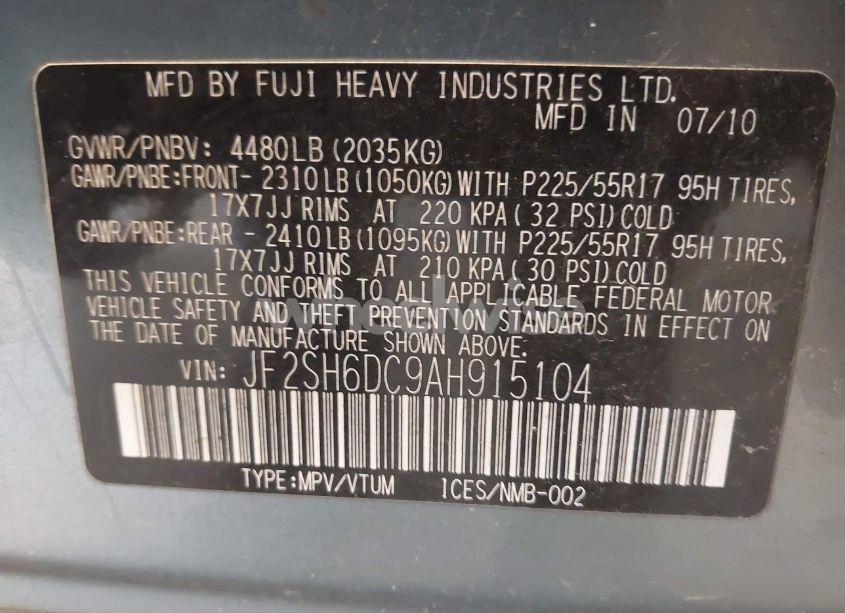 MFD BY FUJI HEAVY INDUSTRIES LTD.
MFD IN 07/10
GVWR/PNBV: 4480LB(2035KG)
GAWR/PNBE:FRONT- 2310LB(1050KG)WITH P225/55R17 95H TIRES,
17X7JJ RIMS AT 220 KPA( 32 PSI)COLD
GAWR/PNBE:REAR - 2410LB(1095KG)WITH P225/55R17 95H TIRES,
17X7JJ RIMS AT 210 KPA( 30 PSI)COLD
THIS VEHICLE CONFORMS TO ALL APPLICABLE FEDERAL MOTOR
VEHICLE SAFETY AND THEFT PREVENTION STANDARDS IN EFFECT ON
THE DATE OF MANUFACTURE SHOWN ABOVE.
VIN: JF2SH6DC9AH915104
TYPE:MPV/VTUM ICES/NMB-002